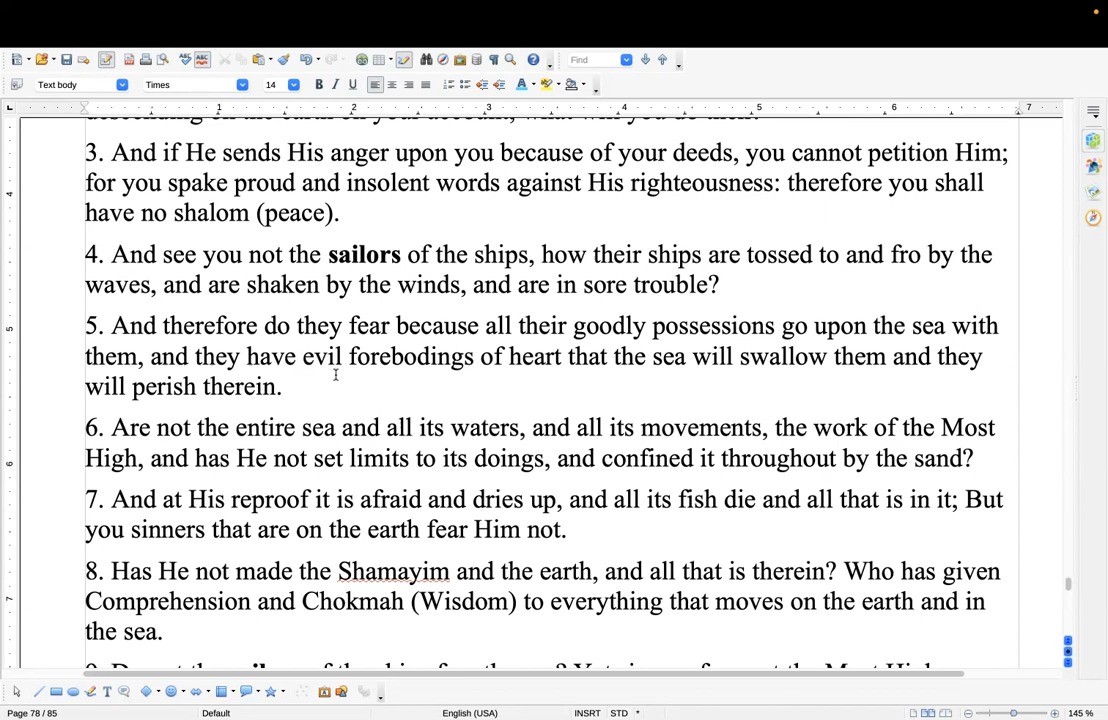 Find
Text body Times 14
1 2 3 4 5 6 7
3. And if He sends His anger upon you because of your deeds, you cannot petition Him;
for you spake proud and insolent words against His righteousness: therefore you shall
have no shalom (peace).
4. And see you not the sailors of the ships, how their ships are tossed to and fro by the
waves, and are shaken by the winds, and are in sore trouble?
5. And therefore do they fear because all their goodly possessions go upon the sea with
them, and they have evil forebodings of heart that the sea will swallow them and they
will perish therein.
6. Are not the entire sea and all its waters, and all its movements, the work of the Most
High, and has He not set limits to its doings, and confined it throughout by the sand?
7. And at His reproof it is afraid and dries up, and all its fish die and all that is in it; But
you sinners that are on the earth fear Him not.
8. Has He not made the Shamayim and the earth, and all that is therein? Who has given
Comprehension and Chokmah (Wisdom) to everything that moves on the earth and in
the sea.
Page 78 / 85 Default English (USA) INSRT STD * 145 %